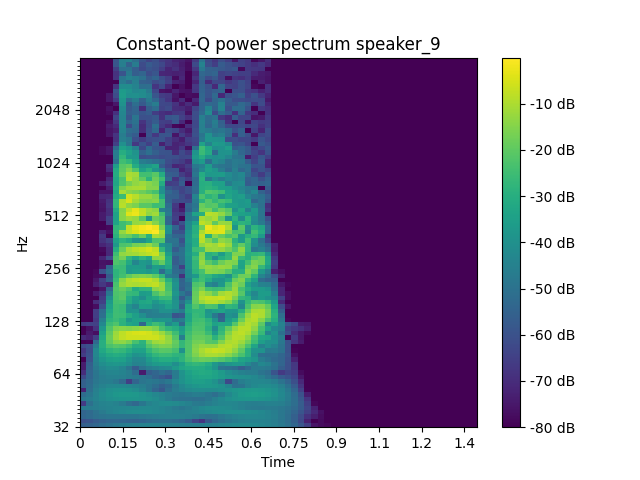 Constant-Q power spectrum speaker_9
Hz
2048
1024
512
256
128
64
32
0 0.15 0.3 0.45 0.6 0.75 0.9 1.1 1.2 1.4
Time
-10 dB
-20 dB
-30 dB
-40 dB
-50 dB
-60 dB
-70 dB
-80 dB